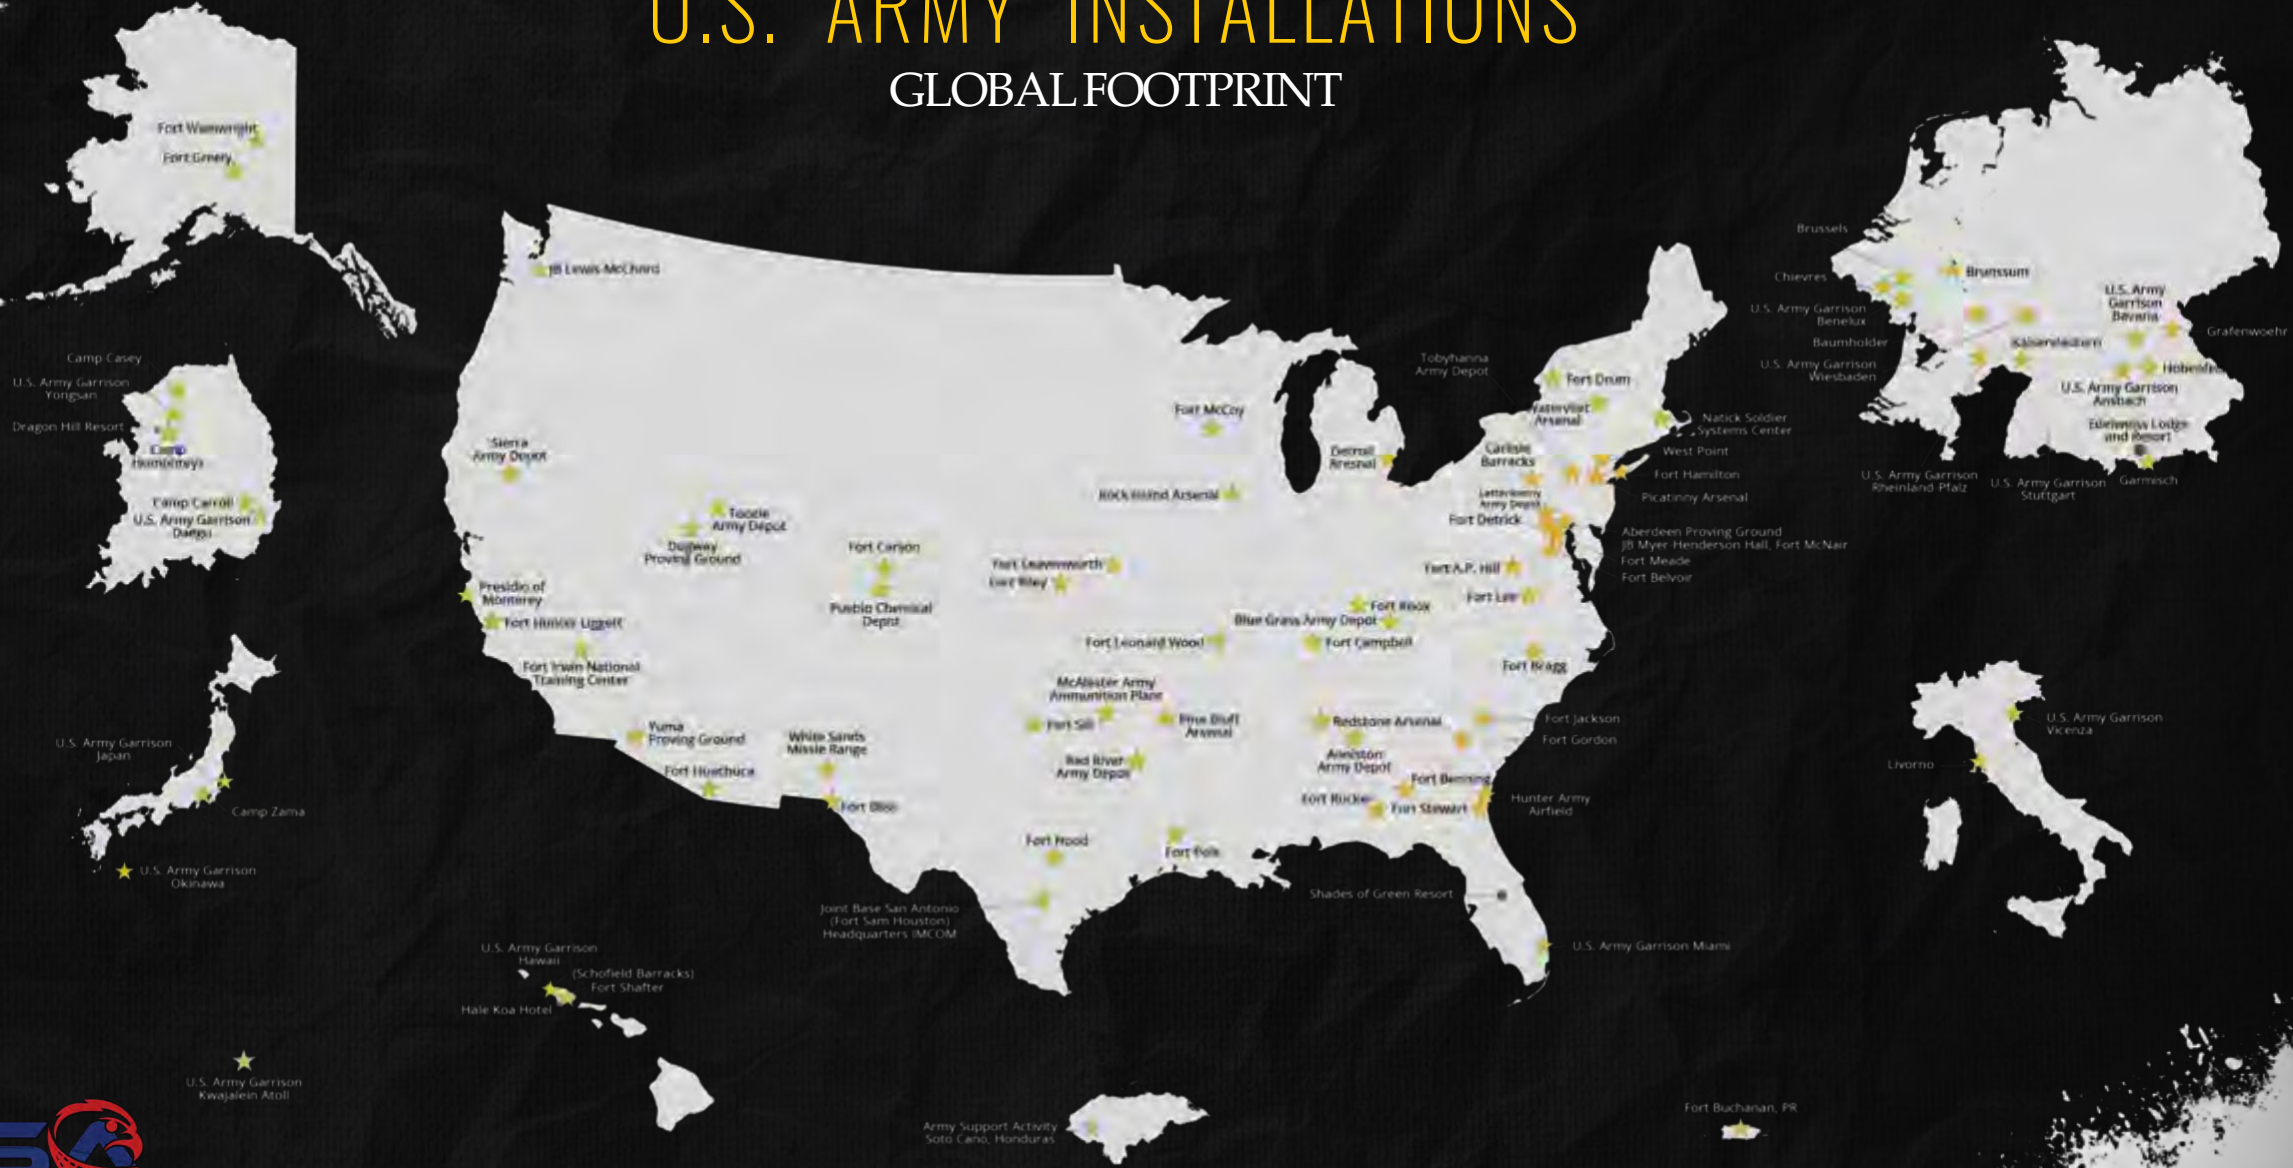 U.S. ARMY INSTALLATIONS
GLOBAL FOOTPRINT
Fort Wainwright
Fort Greely
Camp Casey
U.S. Army Garrison
Yongsan
Dragon Hill Resort
Camp
Humphreys
Camp Carroll
U.S. Army Garrison
Daegu
U.S. Army Garrison
Japan
Camp Zama
U.S. Army Garrison
Okinawa
U.S. Army Garrison
Kwajalein Atoll
U.S. Army Garrison
Hawaii
(Schofield Barracks)
Fort Shafter
Hale Koa Hotel
JB Lewis-McChord
Sierra
Army Depot
Tooele
Army Depot
Dugway
Proving Ground
Presidio of
Monterey
Fort Hunter Liggett
Fort Irwin National
Training Center
Yuma
Proving Ground
Fort Huachuca
White Sands
Missle Range
Fort Bliss
Fort Carson
Pueblo Chemical
Depot
Fort Leavenworth
Fort Riley
Fort Leonard Wood
McAlester Army
Ammunition Plant
Fort Sill
Pine Bluff
Arsenal
Red River
Army Depot
Fort Hood
Fort Polk
Joint Base San Antonio
(Fort Sam Houston)
Headquarters IMCOM
Fort McCoy
Rock Island Arsenal
Detroit
Arsenal
Tobyhanna
Army Depot
Fort Drum
Watervliet
Arsenal
Natick Soldier
Systems Center
Carlisle
Barracks
West Point
Fort Hamilton
Picatinny Arsenal
Letterkenny
Army Depot
Fort Detrick
Aberdeen Proving Ground
JB Myer-Henderson Hall, Fort McNair
Fort Meade
Fort Belvoir
Fort A.P. Hill
Fort Lee
Fort Knox
Blue Grass Army Depot
Fort Campbell
Fort Bragg
Redstone Arsenal
Fort Jackson
Fort Gordon
Anniston
Army Depot
Fort Benning
Fort Rucker
Fort Stewart
Hunter Army
Airfield
Shades of Green Resort
U.S. Army Garrison Miami
Army Support Activity
Soto Cano, Honduras
Fort Buchanan, PR
Brussels
Chievres
U.S. Army Garrison
Benelux
Brunssum
Baumholder
U.S. Army Garrison
Wiesbaden
Kaiserslautern
U.S. Army
Garrison
Bavaria
Grafenwoehr
U.S. Army Garrison
Ansbach
Edelweiss Lodge
and Resort
Garmisch
U.S. Army Garrison
Rheinland-Pfalz
U.S. Army Garrison
Stuttgart
U.S. Army Garrison
Vicenza
Livorno